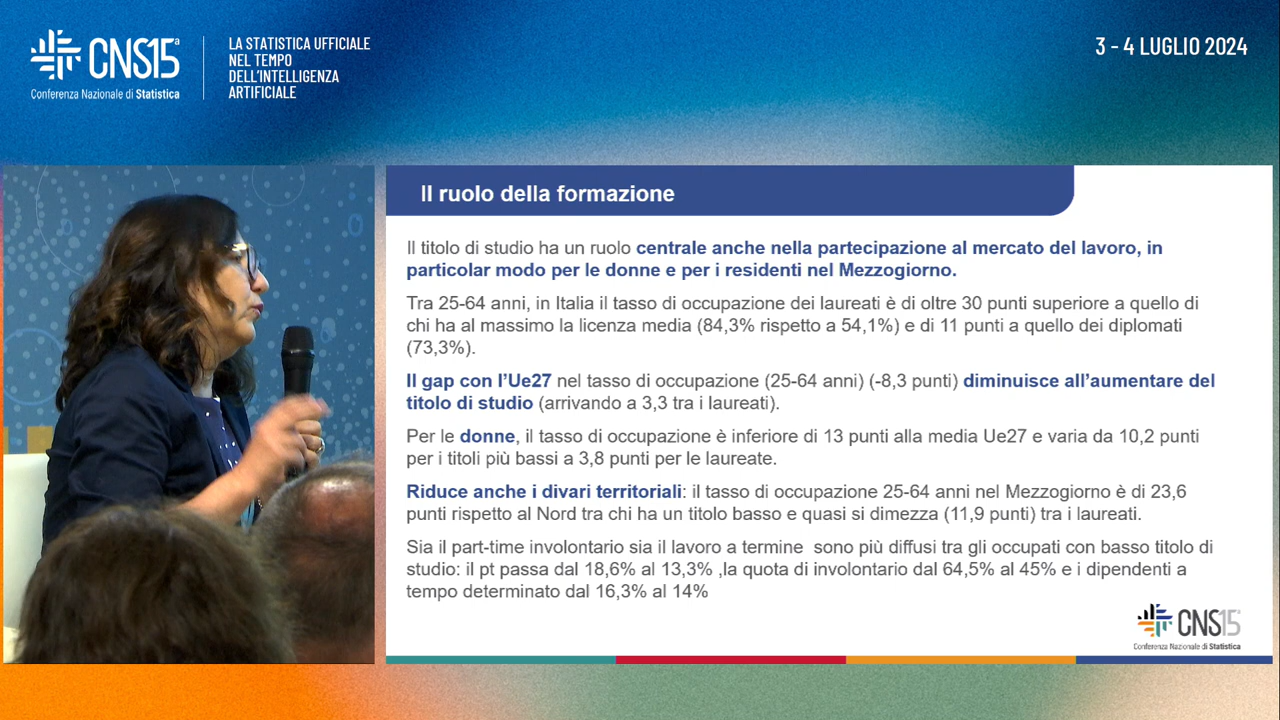 CNS15ª
Conferenza Nazionale di Statistica
LA STATISTICA UFFICIALE
NEL TEMPO
DELL'INTELLIGENZA
ARTIFICIALE
3 - 4 LUGLIO 2024
Il ruolo della formazione
Il titolo di studio ha un ruolo centrale anche nella partecipazione al mercato del lavoro, in
particolar modo per le donne e per i residenti nel Mezzogiorno.
Tra 25-64 anni, in Italia il tasso di occupazione dei laureati è di oltre 30 punti superiore a quello di
chi ha al massimo la licenza media (84,3% rispetto a 54,1%) e di 11 punti a quello dei diplomati
(73,3%).
Il gap con l'Ue27 nel tasso di occupazione (25-64 anni) (-8,3 punti) diminuisce all'aumentare del
titolo di studio (arrivando a 3,3 tra i laureati).
Per le donne, il tasso di occupazione è inferiore di 13 punti alla media Ue27 e varia da 10,2 punti
per i titoli più bassi a 3,8 punti per le laureate.
Riduce anche i divari territoriali: il tasso di occupazione 25-64 anni nel Mezzogiorno è di 23,6
punti rispetto al Nord tra chi ha un titolo basso e quasi si dimezza (11,9 punti) tra i laureati.
Sia il part-time involontario sia il lavoro a termine  sono più diffusi tra gli occupati con basso titolo di
studio: il pt passa dal 18,6% al 13,3% ,la quota di involontario dal 64,5% al 45% e i dipendenti a
tempo determinato dal 16,3% al 14%
CNS15ª
Conferenza Nazionale di Statistica